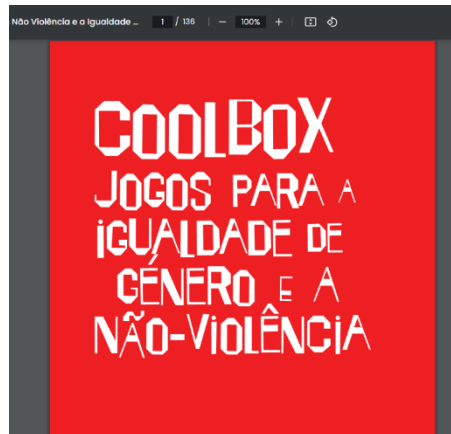 Não Violência e a Igualdade ... 1 / 136 | − 100% +
COOLBOX
JOGOS PARA A
iGUALDADE DE
GÉNERO E A
NÃO-ViOLÊNCiA